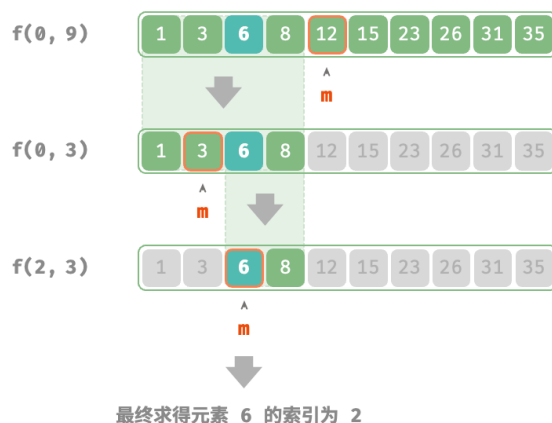 f(0, 9) 1 3 6 8 12 15 23 26 31 35
m
f(0, 3) 1 3 6 8 12 15 23 26 31 35
m
f(2, 3) 1 3 6 8 12 15 23 26 31 35
m
最终求得元素 6 的索引为 2